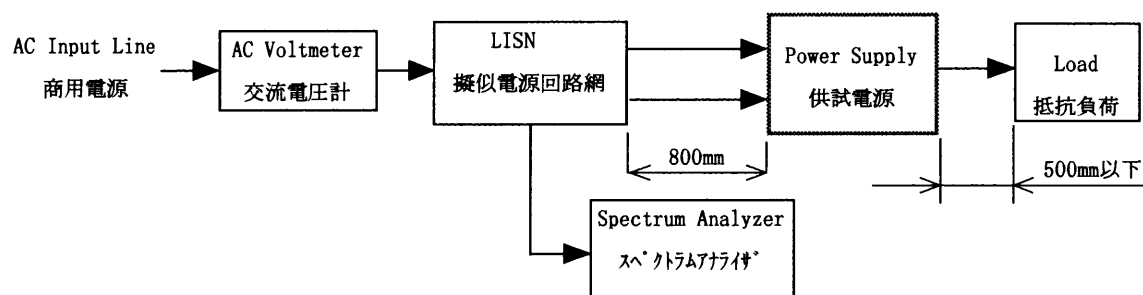 AC Input Line
商用電源
AC Voltmeter
交流電圧計
LISN
擬似電源回路網
Power Supply
供試電源
Load
抵抗負荷
800mm
500mm以下
Spectrum Analyzer
ｽﾍﾟｸﾄﾗﾑｱﾅﾗｲｻﾞ